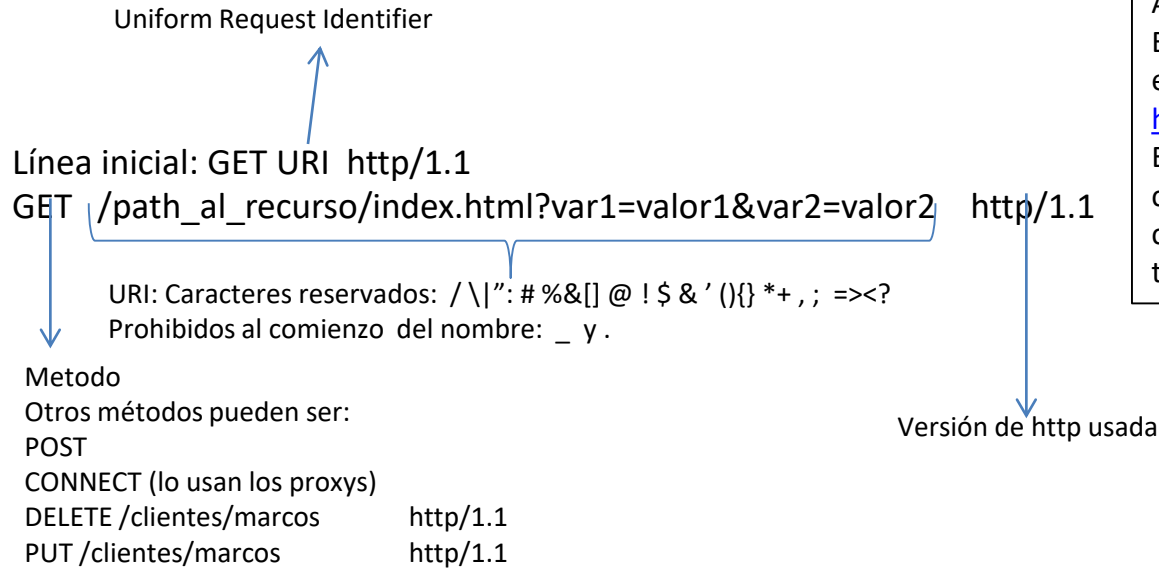 Uniform Request Identifier
Línea inicial: GET URI http/1.1
GET /path_al_recurso/index.html?var1=valor1&var2=valor2 http/1.1
URI: Caracteres reservados: / \|”: # %&[] @ ! $ & ’ (){} *+ , ; =><?
Prohibidos al comienzo del nombre: _ y .
Metodo
Otros métodos pueden ser:
POST
CONNECT (lo usan los proxys)
DELETE /clientes/marcos http/1.1
PUT /clientes/marcos http/1.1
Versión de http usada